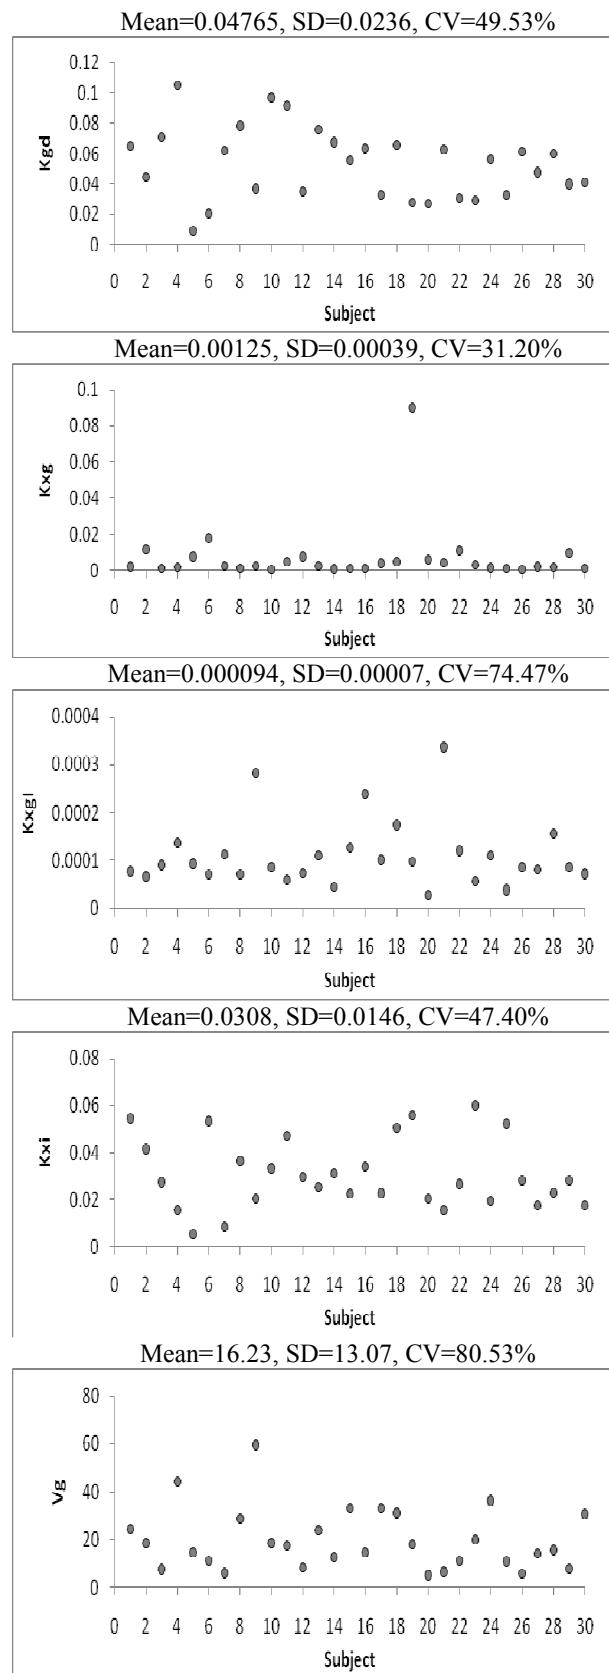 Mean=0.04765, SD=0.0236, CV=49.53%
0.12
0.1
0.08
0.06
0.04
0.02
0
Kgd
0 2 4 6 8 10 12 14 16 18 20 22 24 26 28 30
Subject
Mean=0.00125, SD=0.00039, CV=31.20%
0.1
0.08
0.06
0.04
0.02
0
Kxg
0 2 4 6 8 10 12 14 16 18 20 22 24 26 28 30
Subject
Mean=0.000094, SD=0.00007, CV=74.47%
0.0004
0.0003
0.0002
0.0001
0
KxgI
0 2 4 6 8 10 12 14 16 18 20 22 24 26 28 30
Subject
Mean=0.0308, SD=0.0146, CV=47.40%
0.08
0.06
0.04
0.02
0
Kxi
0 2 4 6 8 10 12 14 16 18 20 22 24 26 28 30
Subject
Mean=16.23, SD=13.07, CV=80.53%
80
60
40
20
0
Vg
0 2 4 6 8 10 12 14 16 18 20 22 24 26 28 30
Subject